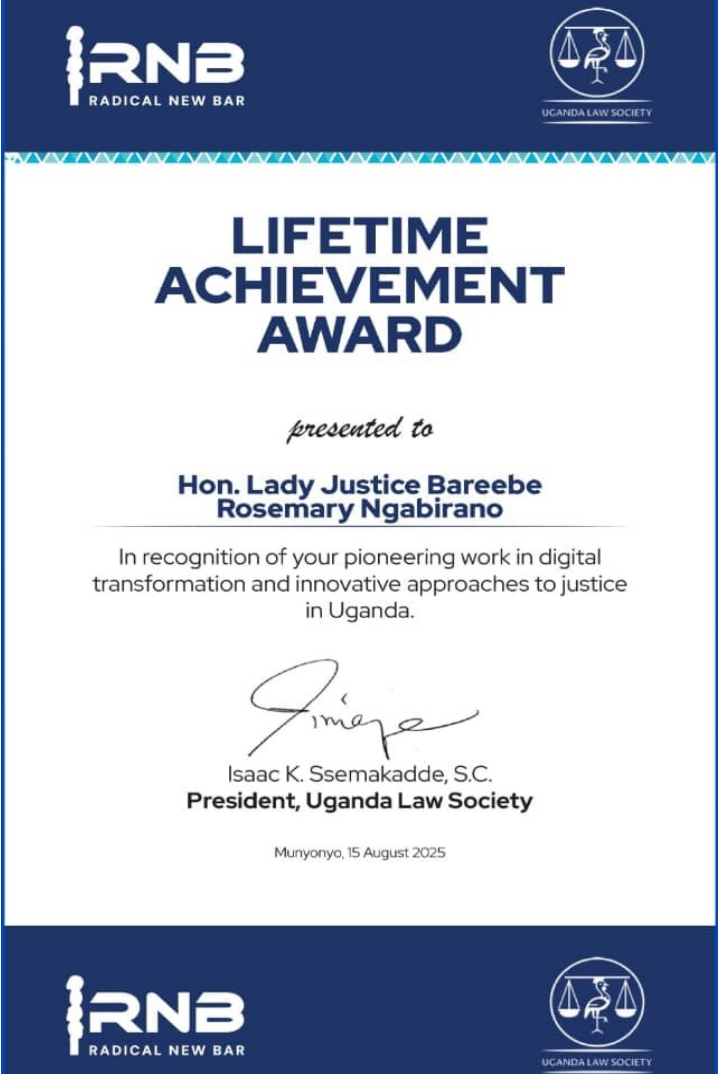 RNB
RADICAL NEW BAR
UGANDA LAW SOCIETY
LIFETIME
ACHIEVEMENT
AWARD
presented to
Hon. Lady Justice Bareebe
Rosemary Ngabirano
In recognition of your pioneering work in digital
transformation and innovative approaches to justice
in Uganda.
Isaac K. Ssemakadde, S.C.
President, Uganda Law Society
Munyonyo, 15 August 2025
RNB
RADICAL NEW BAR
UGANDA LAW SOCIETY